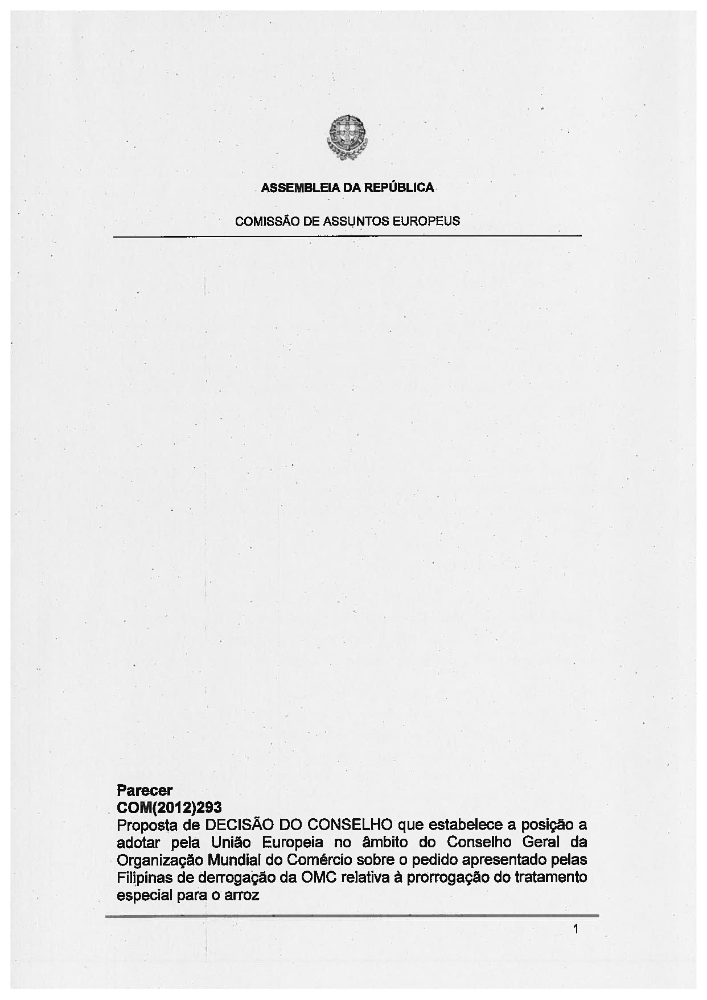 ASSEMBLEIA DA REPÚBLICA
COMISSÃO DE ASSUNTOS EUROPEUS
Parecer
COM(2012)293
Proposta de DECISÃO DO CONSELHO que estabelece a posição a
adotar pela União Europeia no âmbito do Conselho Geral da
Organização Mundial do Comércio sobre o pedido apresentado pelas
Filipinas de derrogação da OMC relativa à prorrogação do tratamento
especial para o arroz
1